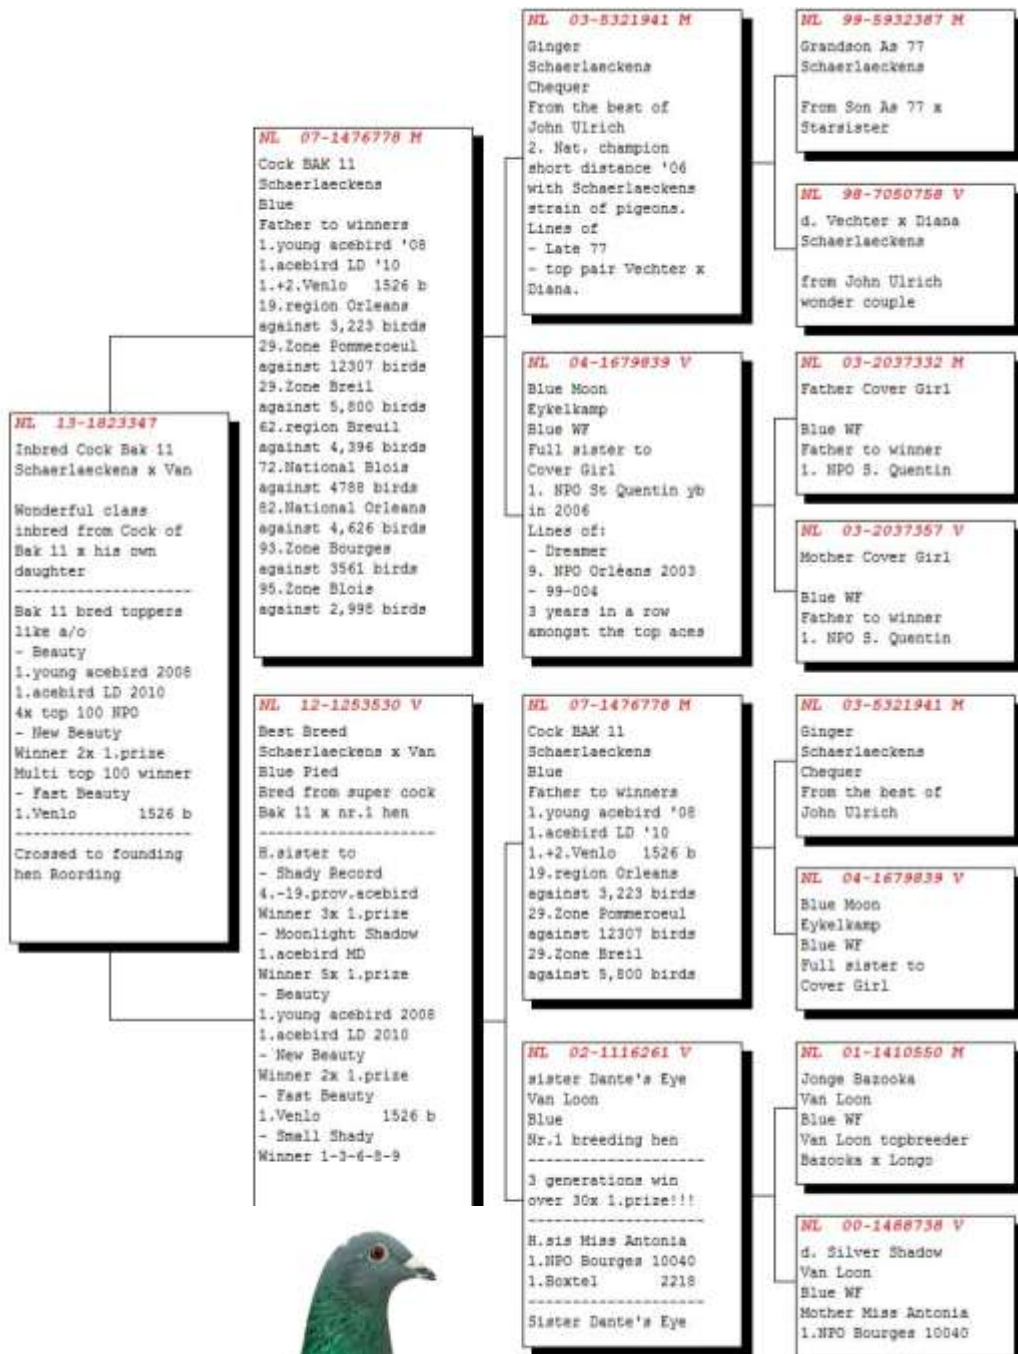 NL 13-1823347
Inbred Cock Bak 11
Schaerlaeckens x Van
Wonderful class
inbred from Cock of
Bak 11 x his own
daughter
--------------------
Bak 11 bred toppers
like a/o
- Beauty
1.young acebird 2008
1.acebird LD 2010
4x top 100 NPO
- New Beauty
Winner 2x 1.prize
Multi top 100 winner
- Fast Beauty
1.Venlo 1526 b
--------------------
Crossed to founding
hen Roording
NL 07-1476778 M
Cock BAK 11
Schaerlaeckens
Blue
Father to winners
1.young acebird '08
1.acebird LD '10
1.+2.Venlo 1526 b
19.region Orleans
against 3,223 birds
29.Zone Pommeroeul
against 12307 birds
29.Zone Breil
against 5,800 birds
62.region Breuil
against 4,396 birds
72.National Blois
against 4788 birds
82.National Orleans
against 4,626 birds
93.Zone Bourges
against 3561 birds
95.Zone Blois
against 2,998 birds
NL 12-1253530 V
Best Breed
Schaerlaeckens x Van
Blue Pied
Bred from super cock
Bak 11 x nr.1 hen
--------------------
H.sister to
- Shady Record
4.-19.prov.acebird
Winner 3x 1.prize
- Moonlight Shadow
1.acebird MD
Winner 5x 1.prize
- Beauty
1.young acebird 2008
1.acebird LD 2010
- New Beauty
Winner 2x 1.prize
- Fast Beauty
1.Venlo 1526 b
- Small Shady
Winner 1-3-6-8-9
NL 03-5321941 M
Ginger
Schaerlaeckens
Chequer
From the best of
John Ulrich
2. Nat. champion
short distance '06
with Schaerlaeckens
strain of pigeons.
Lines of
- Late 77
- top pair Vechter x
Diana.
NL 04-1679839 V
Blue Moon
Eykelkamp
Blue WF
Full sister to
Cover Girl
1. NPO St Quentin yb
in 2006
Lines of:
- Dreamer
9. NPO Orléans 2003
- 99-004
3 years in a row
amongst the top aces
NL 07-1476778 M
Cock BAK 11
Schaerlaeckens
Blue
Father to winners
1.young acebird '08
1.acebird LD '10
1.+2.Venlo 1526 b
19.region Orleans
against 3,223 birds
29.Zone Pommeroeul
against 12307 birds
29.Zone Breil
against 5,800 birds
NL 02-1116261 V
sister Dante's Eye
Van Loon
Blue
Nr.1 breeding hen
--------------------
3 generations win
over 30x 1.prize!!!
--------------------
H.sis Miss Antonia
1.NPO Bourges 10040
1.Boxtel 2218
--------------------
Sister Dante's Eye
NL 99-5932387 M
Grandson As 77
Schaerlaeckens
From Son As 77 x
Starsister
NL 98-7050758 V
d. Vechter x Diana
Schaerlaeckens
from John Ulrich
wonder couple
NL 03-2037332 M
Father Cover Girl
Blue WF
Father to winner
1. NPO S. Quentin
NL 03-2037357 V
Mother Cover Girl
Blue WF
Father to winner
1. NPO S. Quentin
NL 03-5321941 M
Ginger
Schaerlaeckens
Chequer
From the best of
John Ulrich
NL 04-1679839 V
Blue Moon
Eykelkamp
Blue WF
Full sister to
Cover Girl
NL 01-1410550 M
Jonge Bazooka
Van Loon
Blue WF
Van Loon topbreeder
Bazooka x Longo
NL 00-1488738 V
d. Silver Shadow
Van Loon
Blue WF
Mother Miss Antonia
1.NPO Bourges 10040